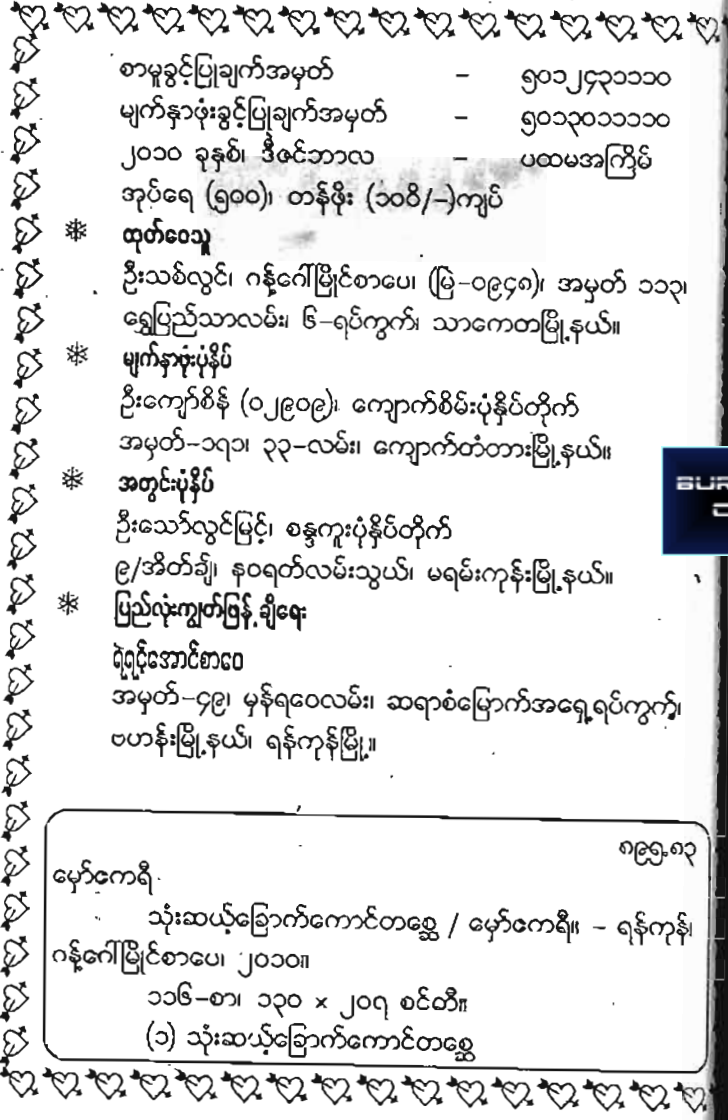 စာမူခွင့်ပြုချက်အမှတ် – ၅၀၁၂၄၃၁၁၁၀
မျက်နှာဖုံးခွင့်ပြုချက်အမှတ် – ၅၀၁၃၀၁၁၁၁၀
၂၀၁၀ ခုနှစ်၊ ဒီဇင်ဘာလ – ပထမအကြိမ်
အုပ်ရေ (၅၀၀)၊ တန်ဖိုး (၁၀၀ိ/–)ကျပ်
ထုတ်ဝေသူ
ဦးသစ်လွင်၊ ဂန့်ဂေါ်မြိုင်စာပေ၊ (မြဲ–၀၉၄၈)၊ အမှတ် ၁၁၃၊
ရွှေပြည်သာလမ်း၊ ၆–ရပ်ကွက်၊ သာကေတမြို့နယ်။
မျက်နှာဖုံးပုံနှိပ်
ဦးကျော်စိန် (၀၂၉၀၉)၊ ကျောက်စိမ်းပုံနှိပ်တိုက်
အမှတ်–၁၇၁၊ ၃၃–လမ်း၊ ကျောက်တံတားမြို့နယ်။
BUR
အတွင်းပုံနှိပ်
ဦးသော်လွင်မြင့်၊ စန္ဒကူးပုံနှိပ်တိုက်
၉/အိတ်ချ်၊ နဝရတ်လမ်းသွယ်၊ မရမ်းကုန်းမြို့နယ်။
ပြည်လုံးကျွတ်ဖြန့်ချိရေး
ရဲရင့်အောင်စာပေ
အမှတ်–၄၉၊ မှန်ရဝေလမ်း၊ ဆရာစံမြောက်အရှေ့ရပ်ကွက်၊
ဗဟန်းမြို့နယ်၊ ရန်ကုန်မြို့။
၈၉၅.၈၃
မှော်ဧကရီ
သုံးဆယ့်ခြောက်ကောင်တစ္ဆေ / မှော်ဧကရီ။ – ရန်ကုန်၊
ဂန့်ဂေါ်မြိုင်စာပေ၊ ၂၀၁၀။
၁၁၆–စာ၊ ၁၃၀ × ၂၀၇ စင်တီ။
(၁) သုံးဆယ့်ခြောက်ကောင်တစ္ဆေ